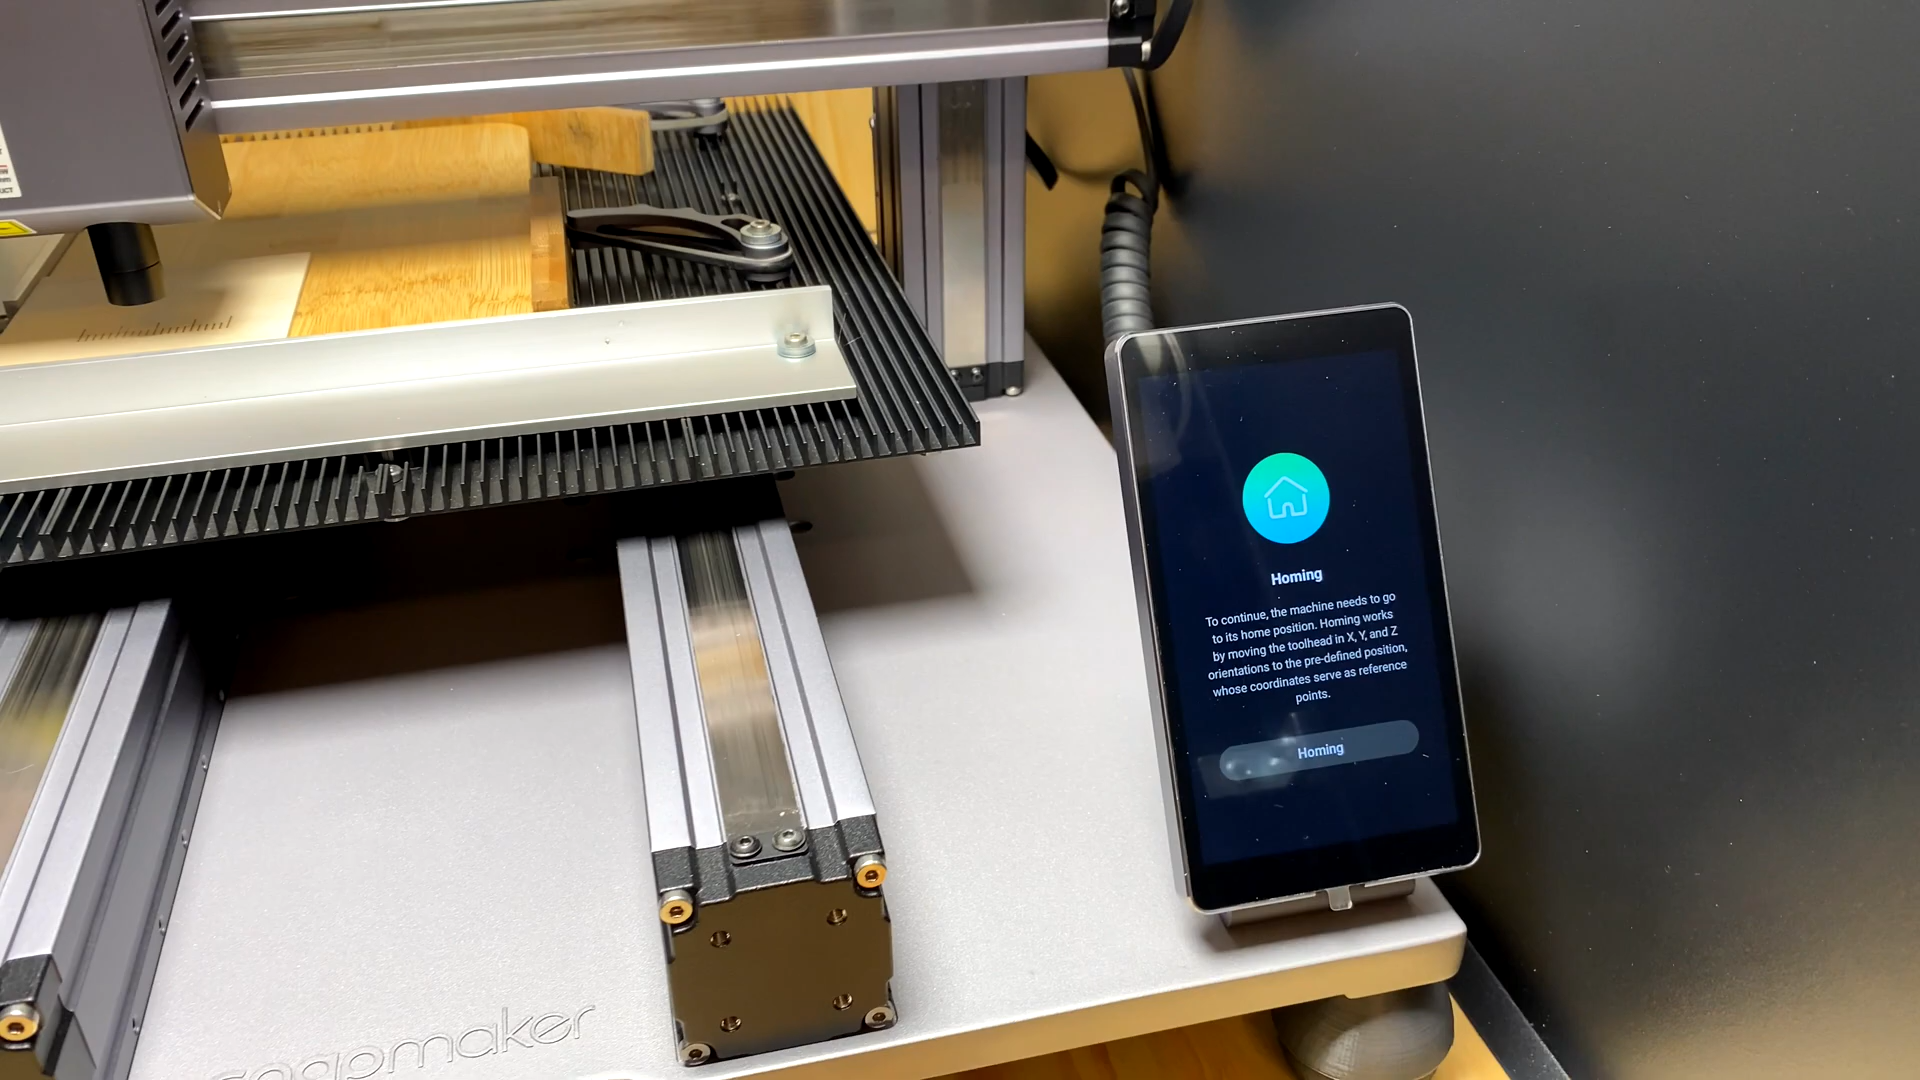 Homing
To continue, the machine needs to go
to its home position. Homing works
by moving the toolhead in X, Y, and Z
orientations to the pre-defined position,
whose coordinates serve as reference
points.
Homing
snapmaker